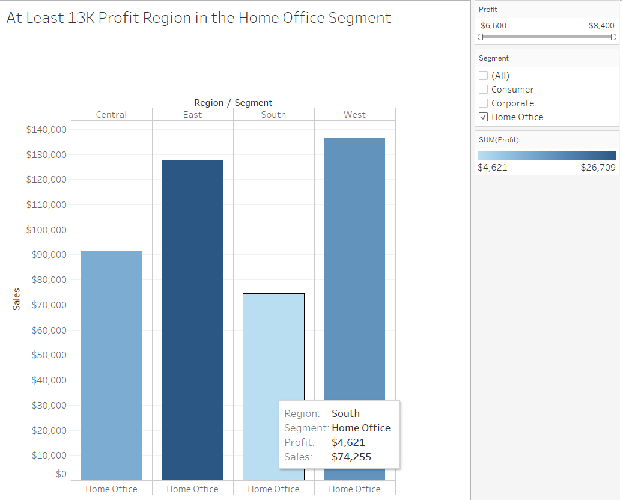 At Least 13K Profit Region in the Home Office Segment
Profit
$8,400
Segment
(All)
Consumer
Corporate
Home Office
SUM(Profit)
$4,621 $26,709
Region / Segment
Central East South West
$140,000
$130,000
$120,000
$110,000
$100,000
$90,000
$80,000
$70,000
$60,000
$50,000
$40,000
$30,000
$20,000
$10,000
$0
Sales
Region: South
Segment: Home Office
Profit: $4,621
Sales: $74,255
Home Office Home Office Home Office Home Office